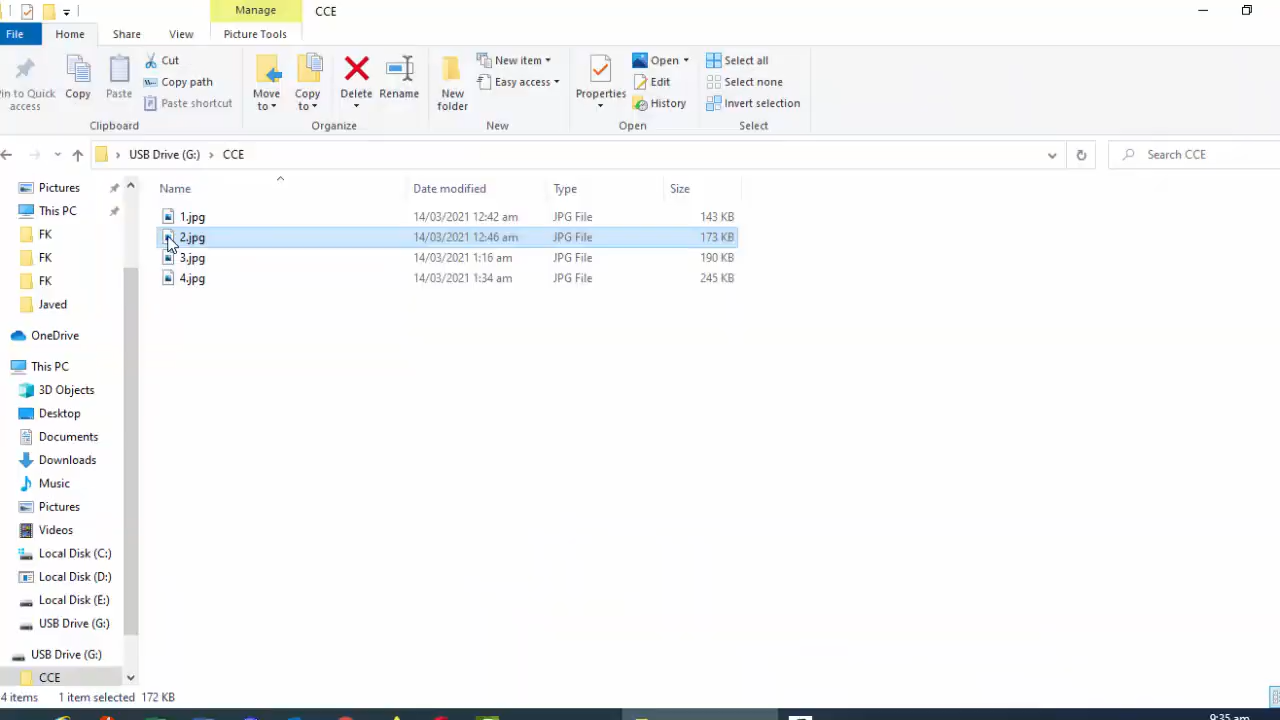 Manage
CCE
File
Home
Share
View
Picture Tools
Pin to Quick access
Copy
Paste
Cut
Copy path
Paste shortcut
Clipboard
Move to
Copy to
Delete
Rename
Organize
New folder
New item
Easy access
New
Properties
Open
Edit
History
Open
Select all
Select none
Invert selection
Select
USB Drive (G:) › CCE
Search CCE
Name
Date modified
Type
Size
1.jpg 14/03/2021 12:42 am JPG File 143 KB
2.jpg 14/03/2021 12:46 am JPG File 173 KB
3.jpg 14/03/2021 1:16 am JPG File 190 KB
4.jpg 14/03/2021 1:34 am JPG File 245 KB
Pictures
This PC
FK
FK
FK
Javed
OneDrive
This PC
3D Objects
Desktop
Documents
Downloads
Music
Pictures
Videos
Local Disk (C:)
Local Disk (D:)
Local Disk (E:)
USB Drive (G:)
USB Drive (G:)
CCE
4 items
1 item selected 172 KB
9:35 am